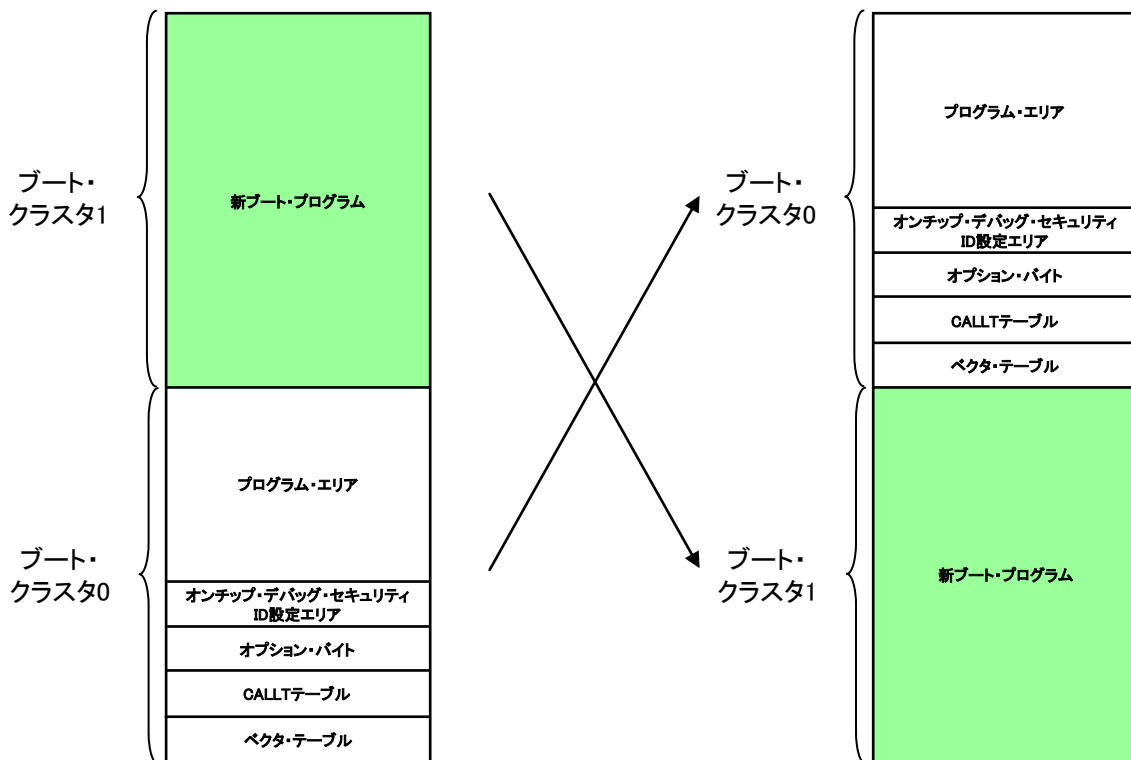 ブート・
クラスタ1
新ブート・プログラム
ブート・
クラスタ0
プログラム・エリア
オンチップ・デバッグ・セキュリティ
ID設定エリア
オプション・バイト
CALLTテーブル
ベクタ・テーブル
ブート・
クラスタ0
プログラム・エリア
オンチップ・デバッグ・セキュリティ
ID設定エリア
オプション・バイト
CALLTテーブル
ベクタ・テーブル
ブート・
クラスタ1
新ブート・プログラム